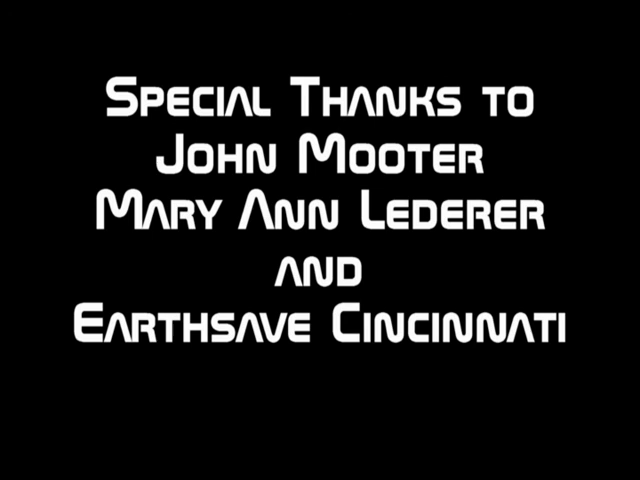 Special Thanks to
John Mooter
Mary Ann Lederer
and
Earthsave Cincinnati